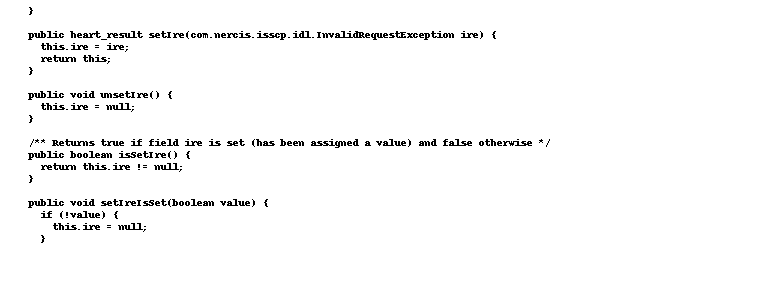 }

public heart_result setIre(com.nercis.isscp.idl.InvalidRequestException ire) {
  this.ire = ire;
  return this;
}

public void unsetIre() {
  this.ire = null;
}

/** Returns true if field ire is set (has been assigned a value) and false otherwise */
public boolean isSetIre() {
  return this.ire != null;
}

public void setIreIsSet(boolean value) {
  if (!value) {
    this.ire = null;
  }